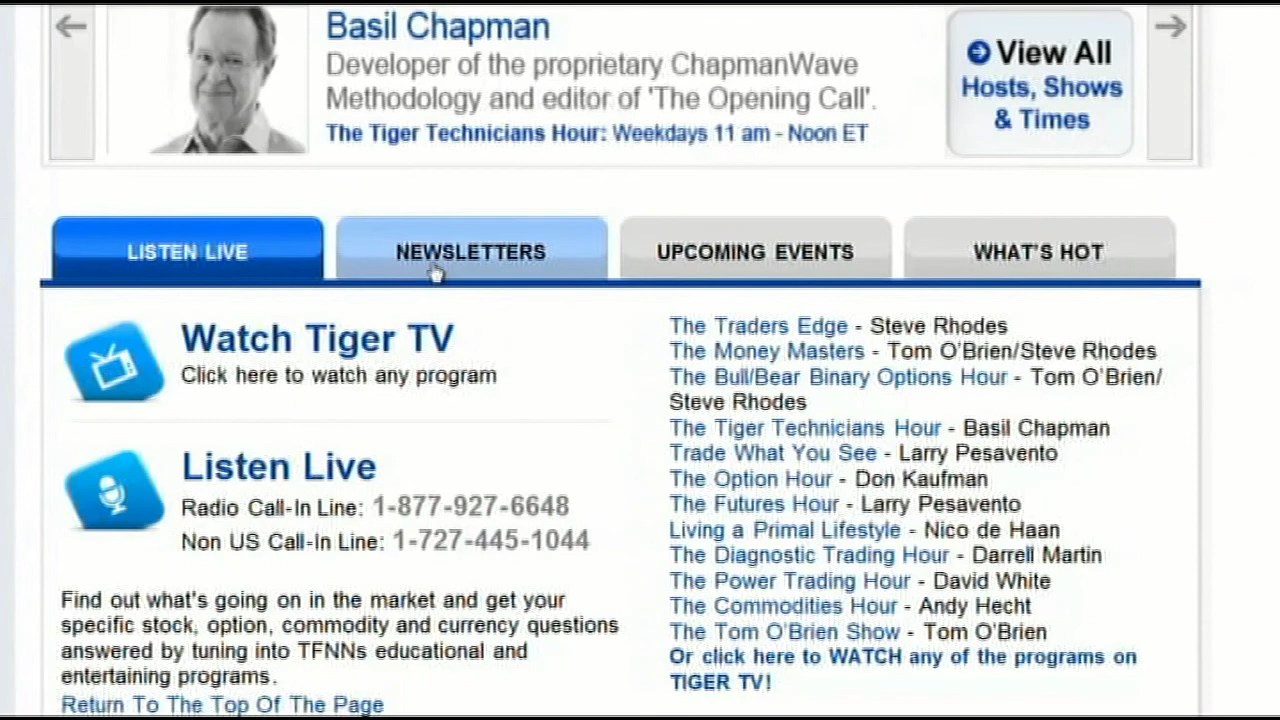 Basil Chapman
Developer of the proprietary ChapmanWave
Methodology and editor of 'The Opening Call'.
The Tiger Technicians Hour: Weekdays 11 am - Noon ET
View All
Hosts, Shows
& Times
LISTEN LIVE
NEWSLETTERS
UPCOMING EVENTS
WHAT'S HOT
Watch Tiger TV
Click here to watch any program
Listen Live
Radio Call-In Line: 1-877-927-6648
Non US Call-In Line: 1-727-445-1044
Find out what's going on in the market and get your
specific stock, option, commodity and currency questions
answered by tuning into TFNNs educational and
entertaining programs.
Return To The Top Of The Page
The Traders Edge - Steve Rhodes
The Money Masters - Tom O'Brien/Steve Rhodes
The Bull/Bear Binary Options Hour - Tom O'Brien/
Steve Rhodes
The Tiger Technicians Hour - Basil Chapman
Trade What You See - Larry Pesavento
The Option Hour - Don Kaufman
The Futures Hour - Larry Pesavento
Living a Primal Lifestyle - Nico de Haan
The Diagnostic Trading Hour - Darrell Martin
The Power Trading Hour - David White
The Commodities Hour - Andy Hecht
The Tom O'Brien Show - Tom O'Brien
Or click here to WATCH any of the programs on
TIGER TV!